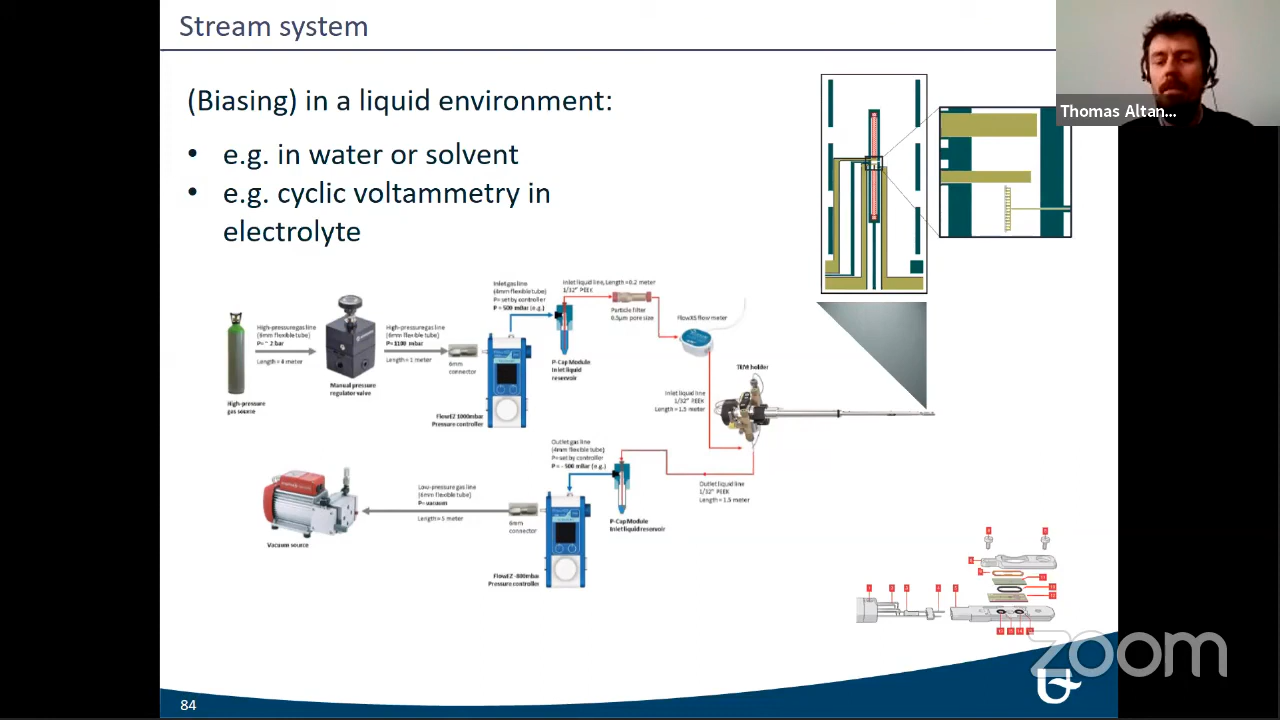 Stream system
Thomas Altan...
(Biasing) in a liquid environment:
• e.g. in water or solvent
• e.g. cyclic voltammetry in
electrolyte
High-pressure
gas source
High-pressure gas line
(6mm flexible tube)
P= ~ 2 bar
Manual pressure
regulator valve
High-pressure gas line
(6mm flexible tube)
P= 1100 mbar
Length = 1 meter
6mm
connector
FlowEZ 1000mbar
Pressure controller
Inlet gas line
(4mm flexible tube)
P= set by controller
P = 500 mbar (e.g.)
P-Cap Module
Inlet liquid
reservoir
Inlet liquid line, Length =0.2 meter
1/32" PEEK
Particle filter
0.5µm pore size
FlowXS flow meter
Inlet liquid line
1/32" PEEK
Length = 1.5 meter
TEM holder
Outlet liquid line
1/32" PEEK
Length = 1.5 meter
Outlet gas line
(4mm flexible tube)
P=set by controller
P= - 500 mbar (e.g.)
P-Cap Module
Inlet liquid reservoir
6mm
connector
FlowEZ -800mbar
Pressure controller
Low-pressure gas line
(6mm flexible tube)
P= vacuum
Length = 5 meter
Vacuum source
zoom
84